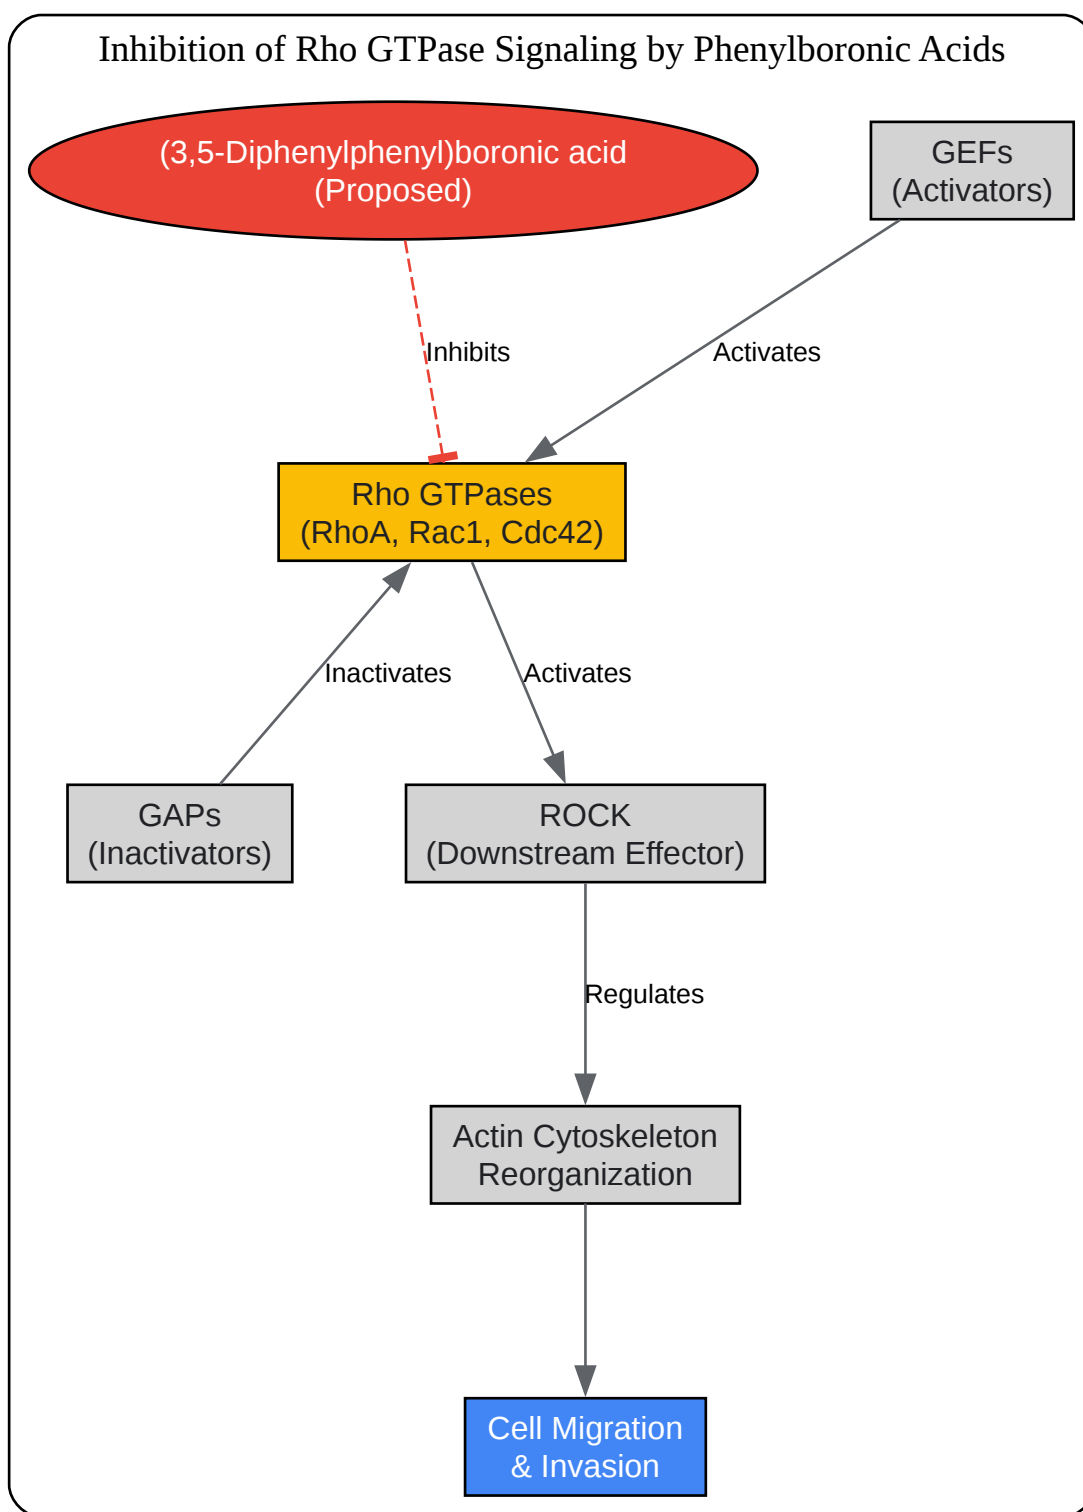 Inhibition of Rho GTPase Signaling by Phenylboronic Acids
(3,5-Diphenylphenyl)boronic acid
(Proposed)
GEFs
(Activators)
Inhibits
Activates
Rho GTPases
(RhoA, Rac1, Cdc42)
Inactivates
Activates
GAPs
(Inactivators)
ROCK
(Downstream Effector)
Regulates
Actin Cytoskeleton
Reorganization
Cell Migration
& Invasion